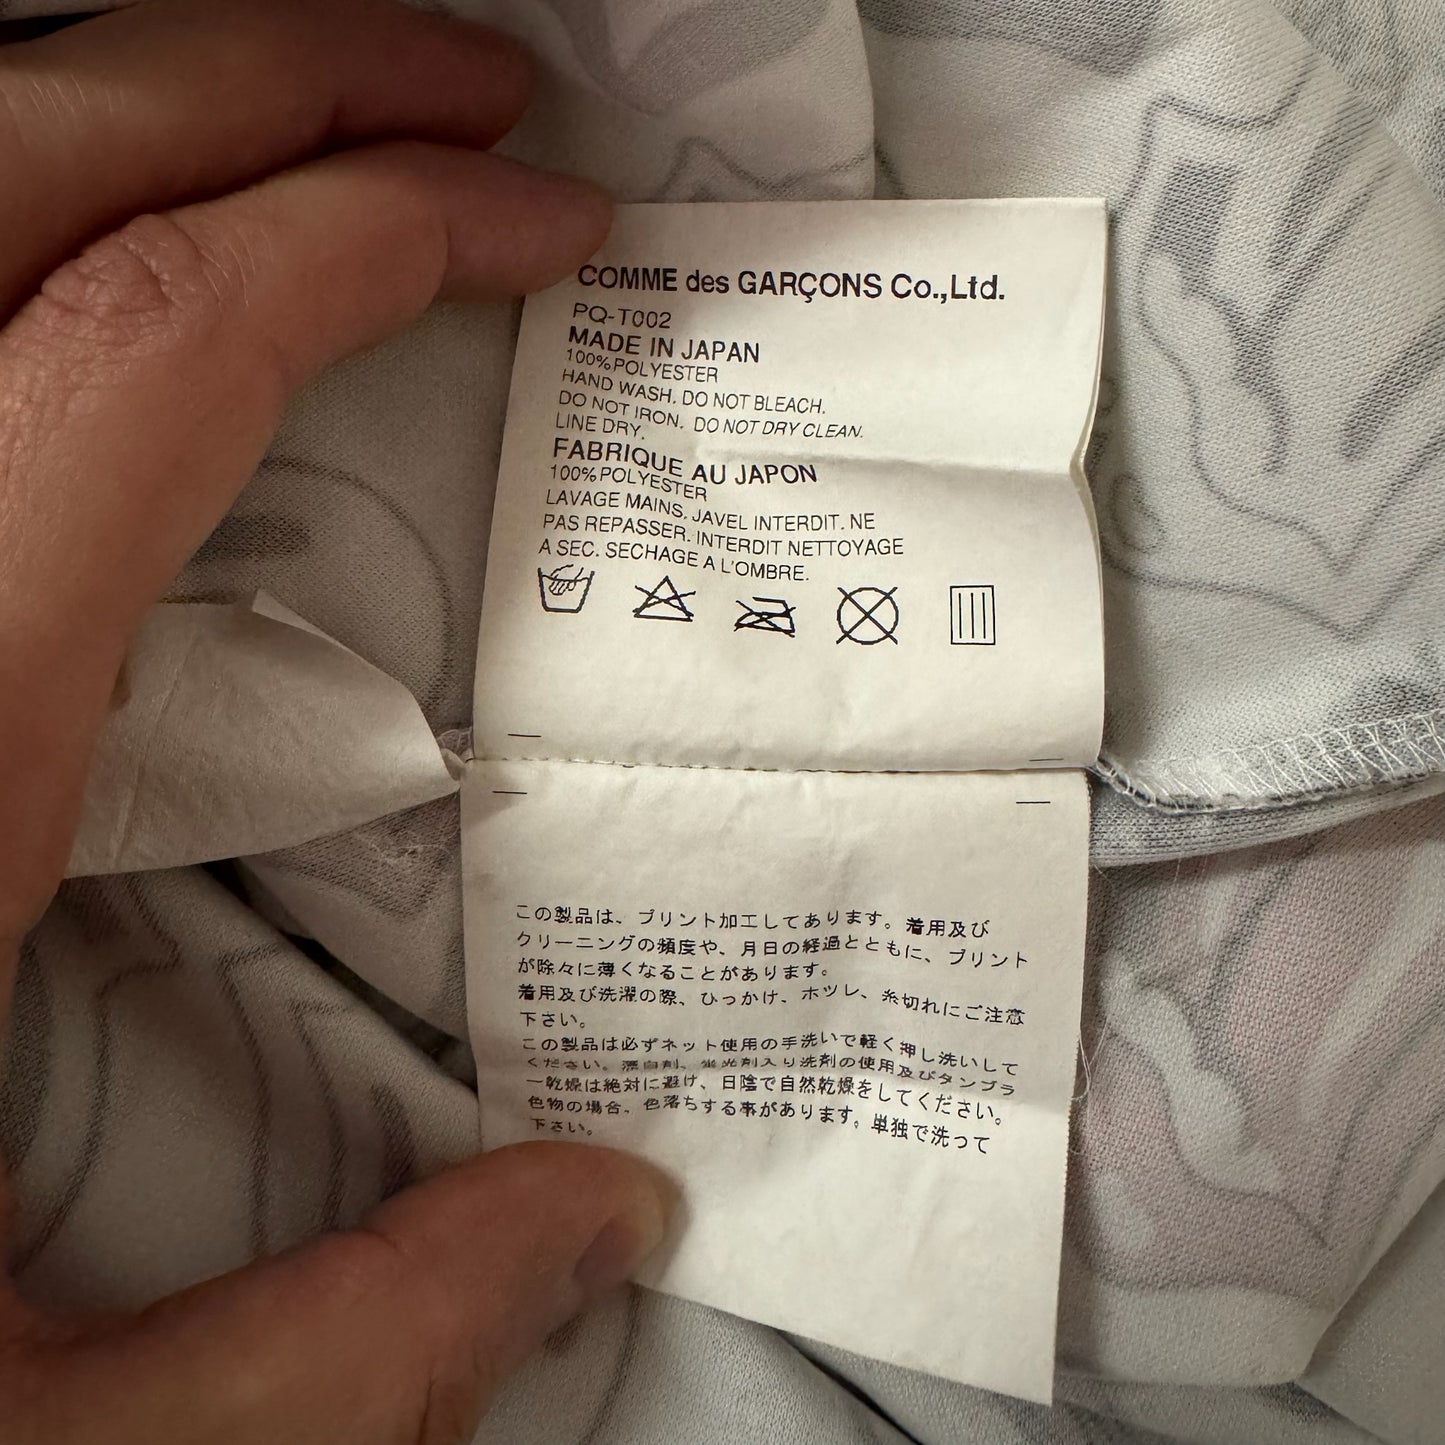 COMME des GARÇONS Co.,Ltd.
PQ-T002
MADE IN JAPAN
100%POLYESTER
HAND WASH. DO NOT BLEACH.
DO NOT IRON. DO NOT DRY CLEAN.
LINE DRY.
FABRIQUE AU JAPON
100%POLYESTER
LAVAGE MAINS. JAVEL INTERDIT. NE
PAS REPASSER. INTERDIT NETTOYAGE
A SEC. SECHAGE A L'OMBRE.
この製品は、プリント加工してあります。着用及び
クリーニングの頻度や、月日の経過とともに、プリント
が除々に薄くなることがあります。
着用及び洗濯の際、ひっかけ、ホツレ、糸切れにご注意
下さい。
この製品は必ずネット使用の手洗いで軽く押し洗いして
ください。漂白剤、蛍光剤入り洗剤の使用及びタンブラ
ー乾燥は絶対に避け、日陰で自然乾燥をしてください。
色物の場合、色落ちする事があります。単独で洗って
下さい。